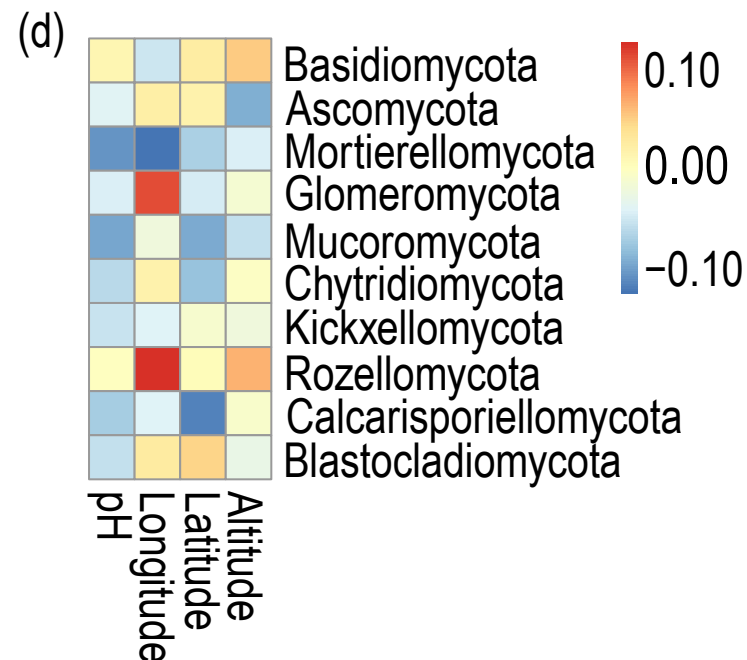 (d)
Basidiomycota
Ascomycota
Mortierellomycota
Glomeromycota
Mucoromycota
Chytridiomycota
Kickxellomycota
Rozellomycota
Calcarisporiellomycota
Blastocladiomycota
pH
Longitude
Latitude
Altitude
0.10
0.00
−0.10